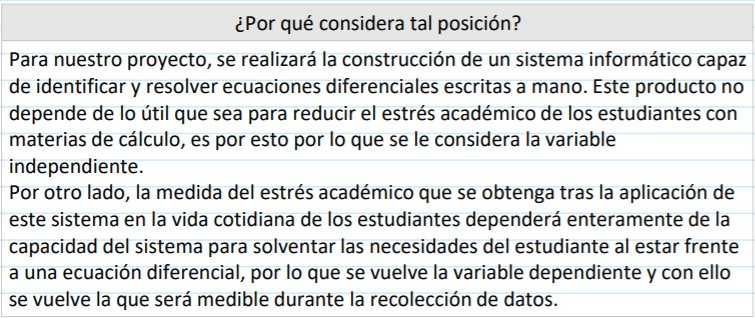 ¿Por qué considera tal posición?
Para nuestro proyecto, se realizará la construcción de un sistema informático capaz
de identificar y resolver ecuaciones diferenciales escritas a mano. Este producto no
depende de lo útil que sea para reducir el estrés académico de los estudiantes con
materias de cálculo, es por esto por lo que se le considera la variable
independiente.
Por otro lado, la medida del estrés académico que se obtenga tras la aplicación de
este sistema en la vida cotidiana de los estudiantes dependerá enteramente de la
capacidad del sistema para solventar las necesidades del estudiante al estar frente
a una ecuación diferencial, por lo que se vuelve la variable dependiente y con ello
se vuelve la que será medible durante la recolección de datos.